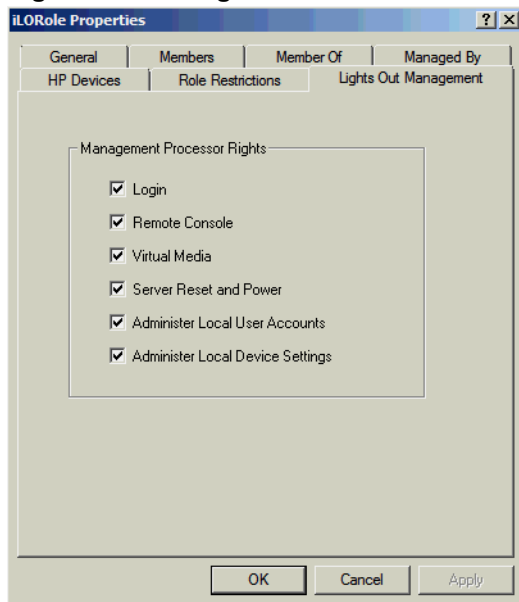 iLORole Properties
General Members Member Of Managed By
HP Devices Role Restrictions Lights Out Management
Management Processor Rights
Login
Remote Console
Virtual Media
Server Reset and Power
Administer Local User Accounts
Administer Local Device Settings
OK Cancel Apply